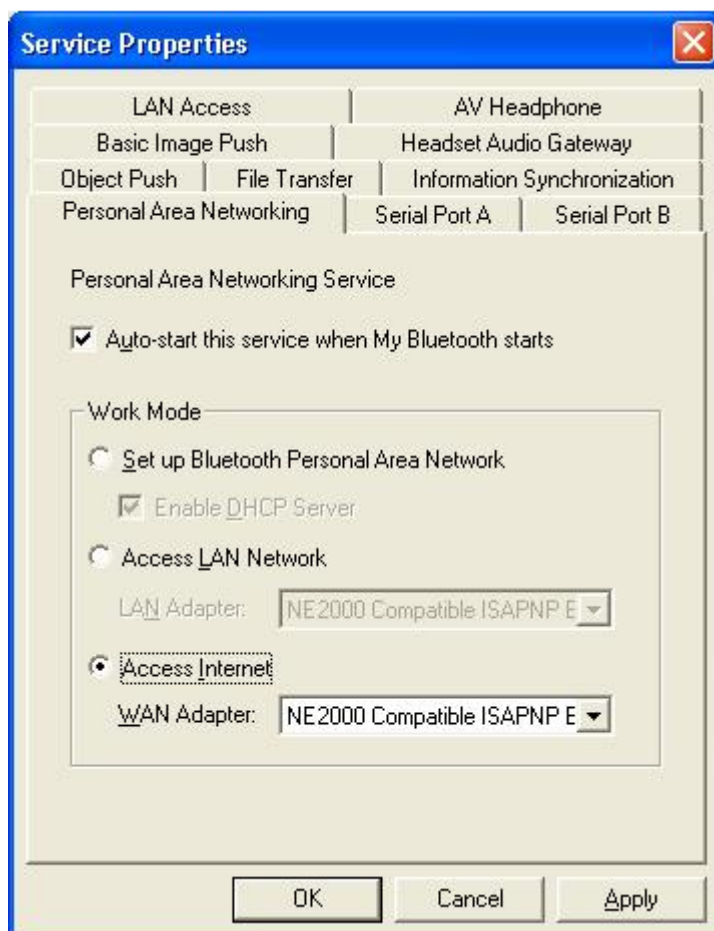 Service Properties
LAN Access AV Headphone
Basic Image Push Headset Audio Gateway
Object Push File Transfer Information Synchronization
Personal Area Networking Serial Port A Serial Port B
Personal Area Networking Service
Auto-start this service when My Bluetooth starts
Work Mode
Set up Bluetooth Personal Area Network
Enable DHCP Server
Access LAN Network
LAN Adapter: NE2000 Compatible ISAPNP E
Access Internet
WAN Adapter: NE2000 Compatible ISAPNP E
OK Cancel Apply